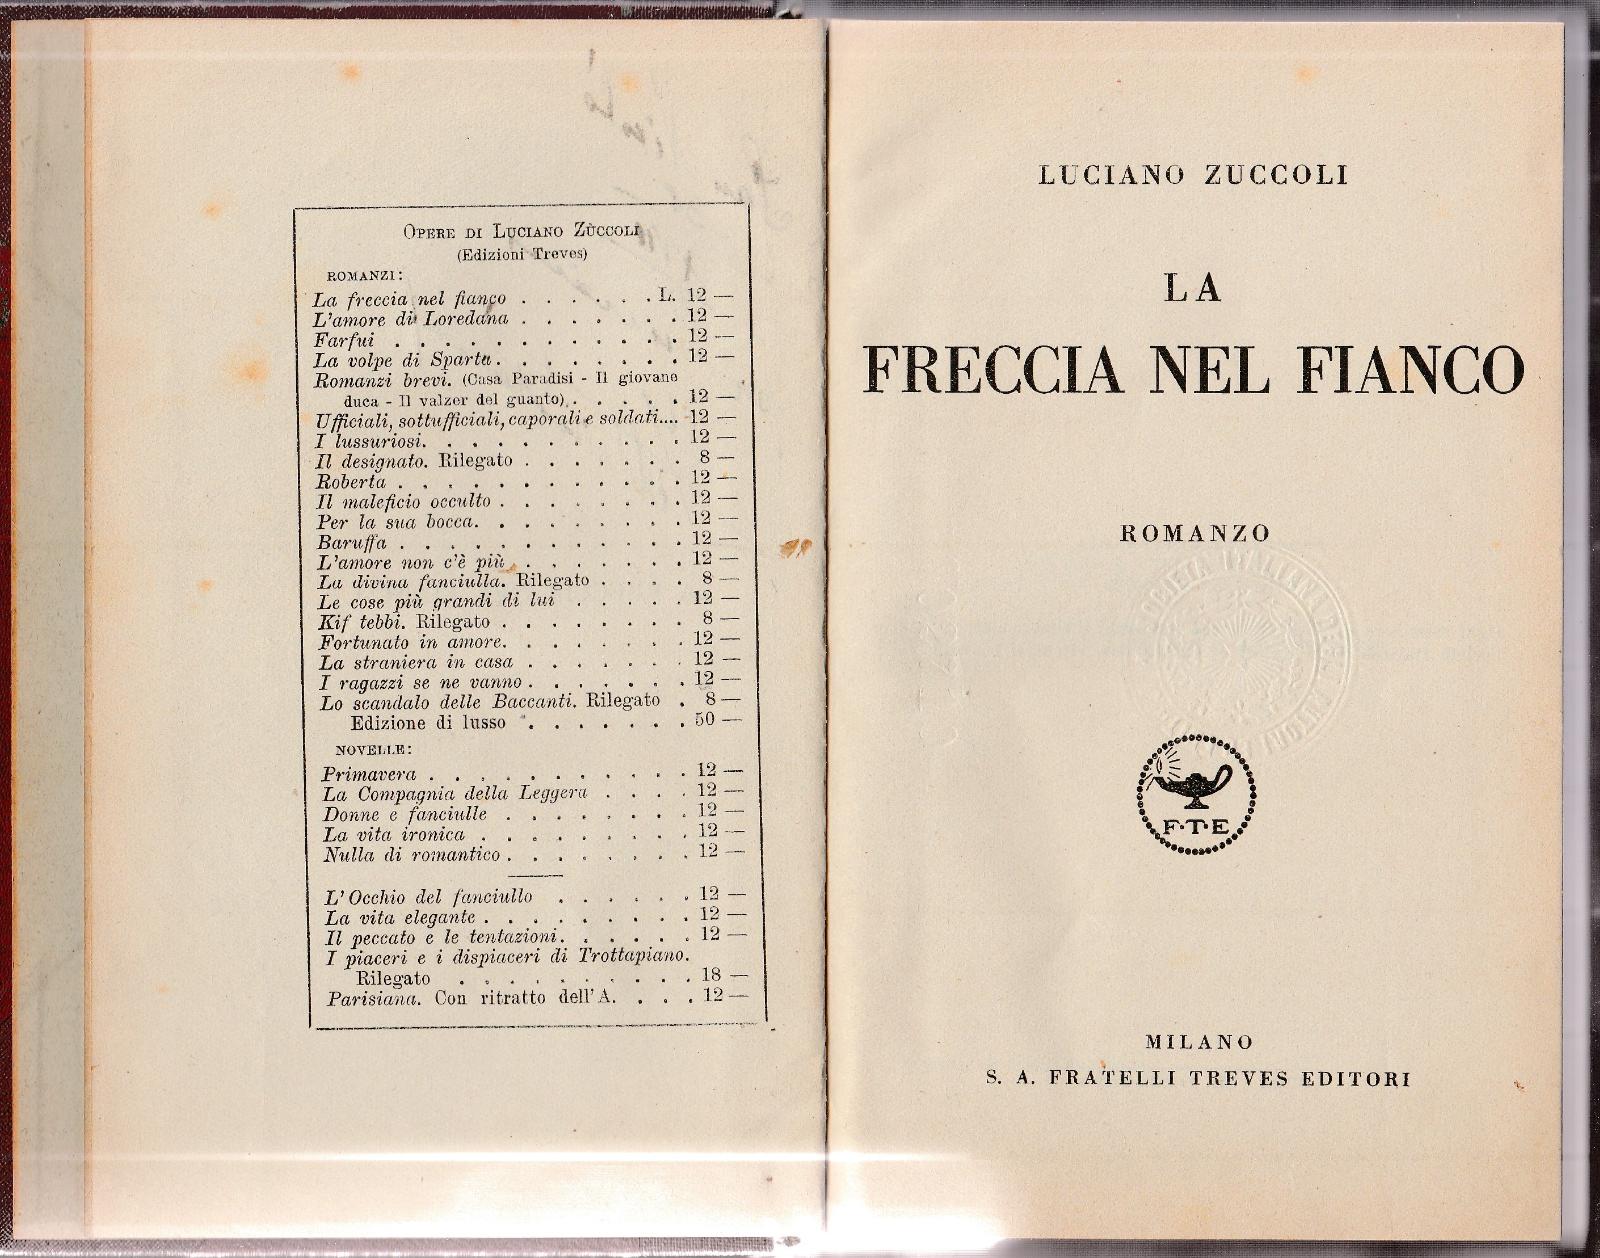 OPERE DI LUCIANO ZÙCCOLI
(Edizioni Treves)
ROMANZI:
La freccia nel fianco . . . . . . L. 12 —
L'amore di Loredana . . . . . . . 12 —
Farfui . . . . . . . . . . . . 12 —
La volpe di Sparta . . . . . . . . 12 —
Romanzi brevi. (Casa Paradisi - Il giovane
duca - Il valzer del guanto) . . . . . 12 —
Ufficiali, sottufficiali, caporali e soldati.... 12 —
I lussuriosi. . . . . . . . . . . 12 —
Il designato. Rilegato . . . . . . . 8 —
Roberta . . . . . . . . . . . . 12 —
Il maleficio occulto . . . . . . . . 12 —
Per la sua bocca. . . . . . . . . 12 —
Baruffa . . . . . . . . . . . . 12 —
L'amore non c'è più . . . . . . . 12 —
La divina fanciulla. Rilegato . . . . 8 —
Le cose più grandi di lui . . . . . 12 —
Kif tebbi. Rilegato . . . . . . . . 8 —
Fortunato in amore. . . . . . . . 12 —
La straniera in casa . . . . . . . 12 —
I ragazzi se ne vanno . . . . . . . 12 —
Lo scandalo delle Baccanti. Rilegato . 8 —
Edizione di lusso . . . . . . . 50 —
NOVELLE:
Primavera . . . . . . . . . . . 12 —
La Compagnia della Leggera . . . . 12 —
Donne e fanciulle . . . . . . . . 12 —
La vita ironica . . . . . . . . . 12 —
Nulla di romantico . . . . . . . . 12 —
L'Occhio del fanciullo . . . . . . 12 —
La vita elegante . . . . . . . . . 12 —
Il peccato e le tentazioni. . . . . . 12 —
I piaceri e i dispiaceri di Trottapiano.
Rilegato . . . . . . . . . . 18 —
Parisiana. Con ritratto dell'A. . . . . 12 —
LUCIANO ZUCCOLI
LA
FRECCIA NEL FIANCO
ROMANZO
SOCIETÀ ITALIANA DEGLI AUTORI
F·T·E
MILANO
S. A. FRATELLI TREVES EDITORI